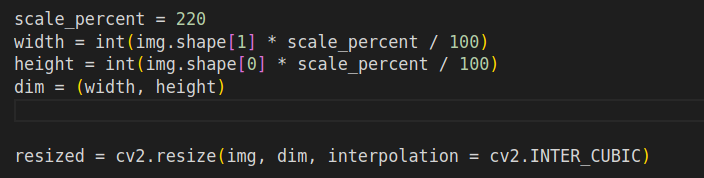 scale_percent = 220
width = int(img.shape[1] * scale_percent / 100)
height = int(img.shape[0] * scale_percent / 100)
dim = (width, height)
resized = cv2.resize(img, dim, interpolation = cv2.INTER_CUBIC)